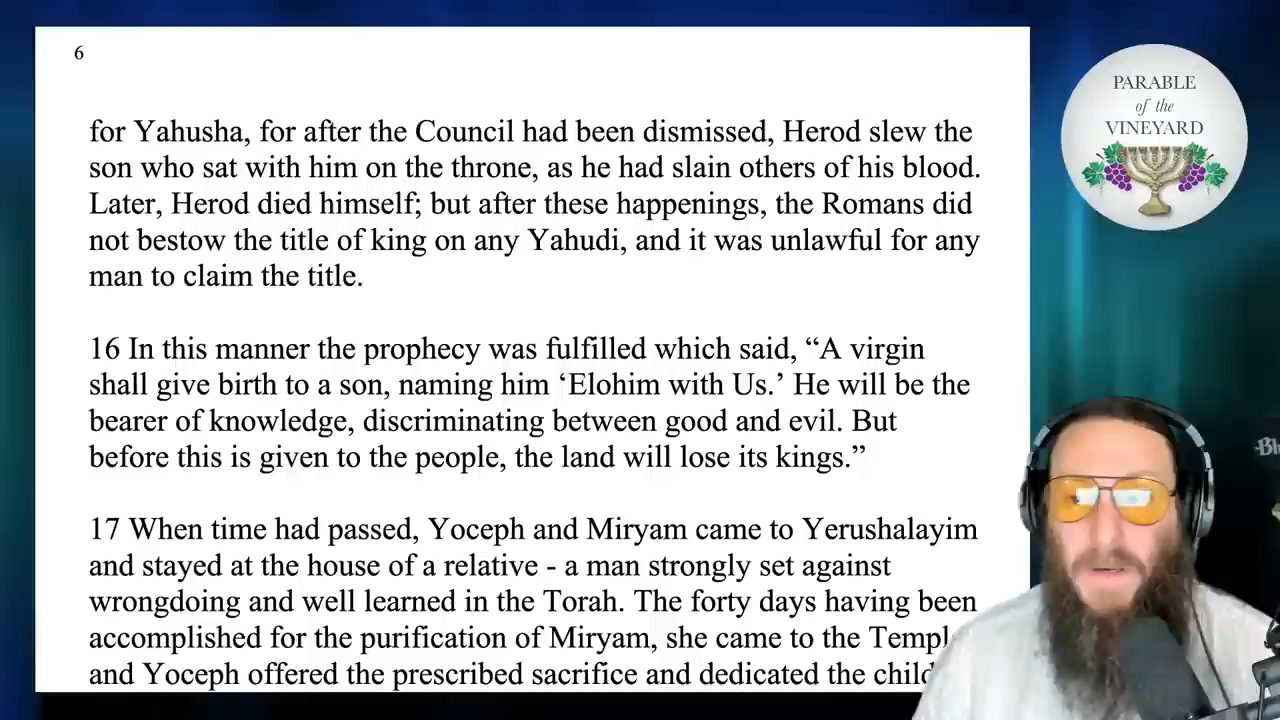 6
for Yahusha, for after the Council had been dismissed, Herod slew the
son who sat with him on the throne, as he had slain others of his blood.
Later, Herod died himself; but after these happenings, the Romans did
not bestow the title of king on any Yahudi, and it was unlawful for any
man to claim the title.
16 In this manner the prophecy was fulfilled which said, “A virgin
shall give birth to a son, naming him ‘Elohim with Us.’ He will be the
bearer of knowledge, discriminating between good and evil. But
before this is given to the people, the land will lose its kings.”
17 When time had passed, Yoceph and Miryam came to Yerushalayim
and stayed at the house of a relative - a man strongly set against
wrongdoing and well learned in the Torah. The forty days having been
accomplished for the purification of Miryam, she came to the
and Yoceph offered the prescribed sacrifice and dedicated the child
PARABLE
of the
VINEYARD